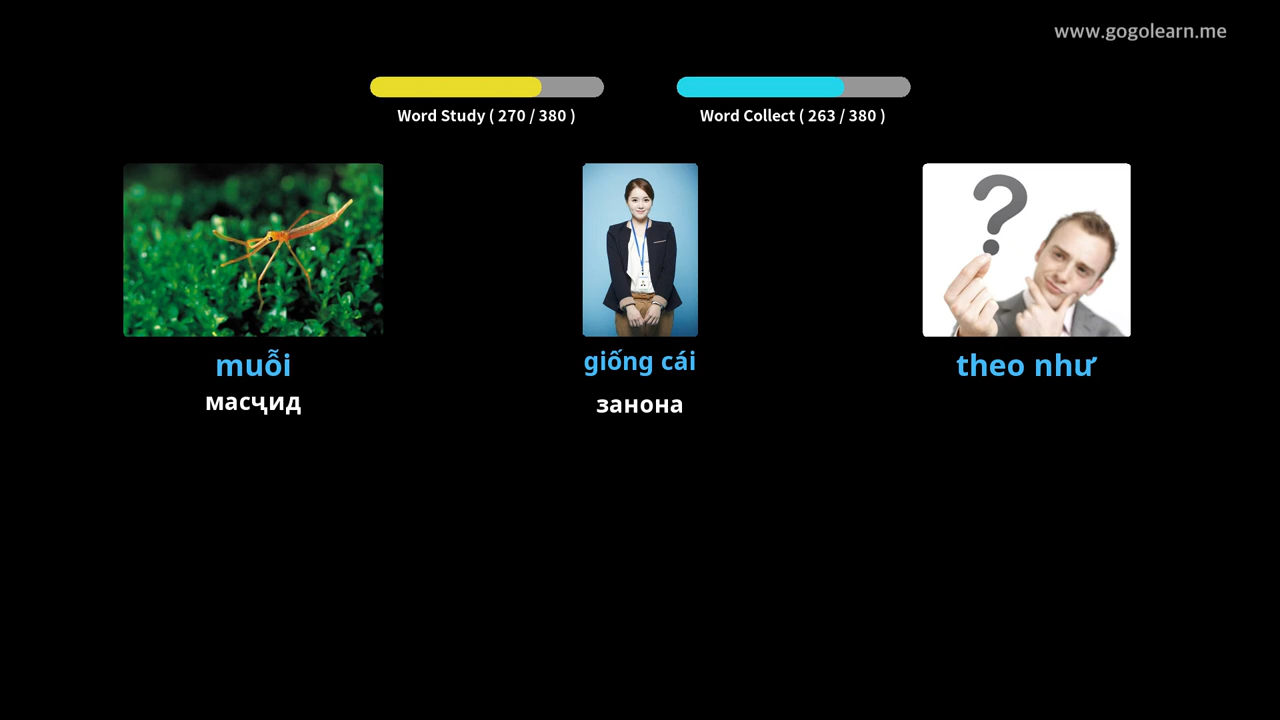 www.gogolearn.me
Word Study ( 270 / 380 )
Word Collect ( 263 / 380 )
muỗi
giống cái
theo như
масҷид
занона